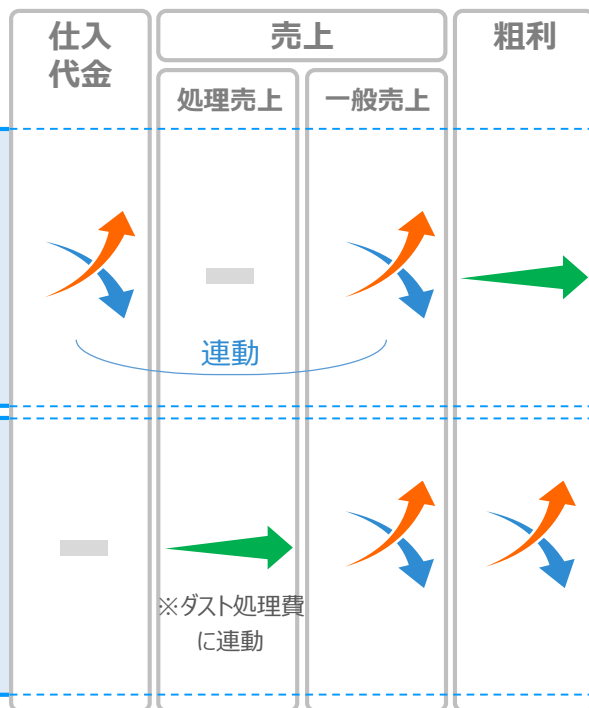 仕入
代金
売上
粗利
処理売上
一般売上
連動
※ダスト処理費
に連動